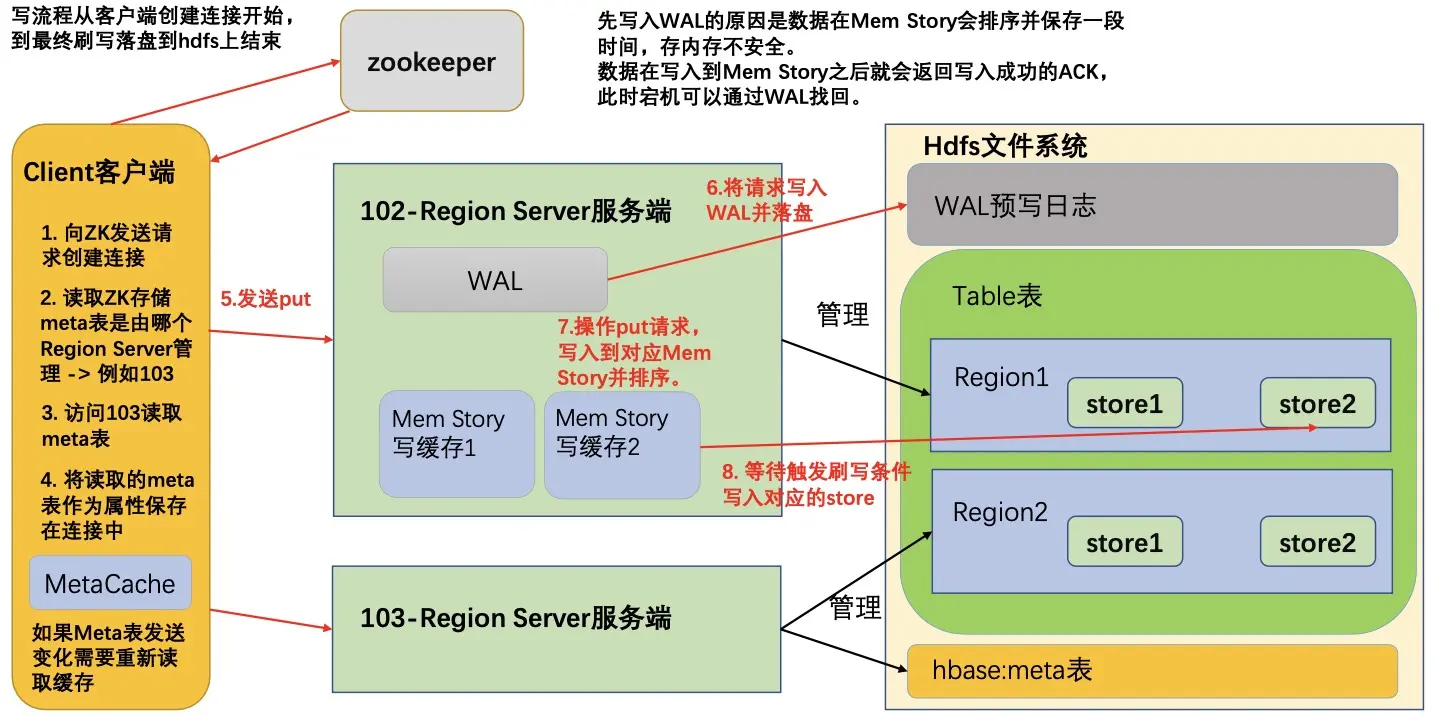 写流程从客户端创建连接开始，
到最终刷写落盘到hdfs上结束
zookeeper
先写入WAL的原因是数据在Mem Story会排序并保存一段
时间，存内存不安全。
数据在写入到Mem Story之后就会返回写入成功的ACK，
此时宕机可以通过WAL找回。
Client客户端
1. 向ZK发送请
求创建连接
2. 读取ZK存储
meta表是由哪个
Region Server管
理 -> 例如103
3. 访问103读取
meta表
4. 将读取的meta
表作为属性保存
在连接中
MetaCache
如果Meta表发送
变化需要重新读
取缓存
5.发送put
102-Region Server服务端
WAL
6.将请求写入
WAL并落盘
7.操作put请求，
写入到对应Mem
Story并排序。
Mem Story
写缓存1
Mem Story
写缓存2
8. 等待触发刷写条件
写入对应的store
103-Region Server服务端
管理
管理
Hdfs文件系统
WAL预写日志
Table表
Region1
store1
store2
Region2
store1
store2
hbase:meta表